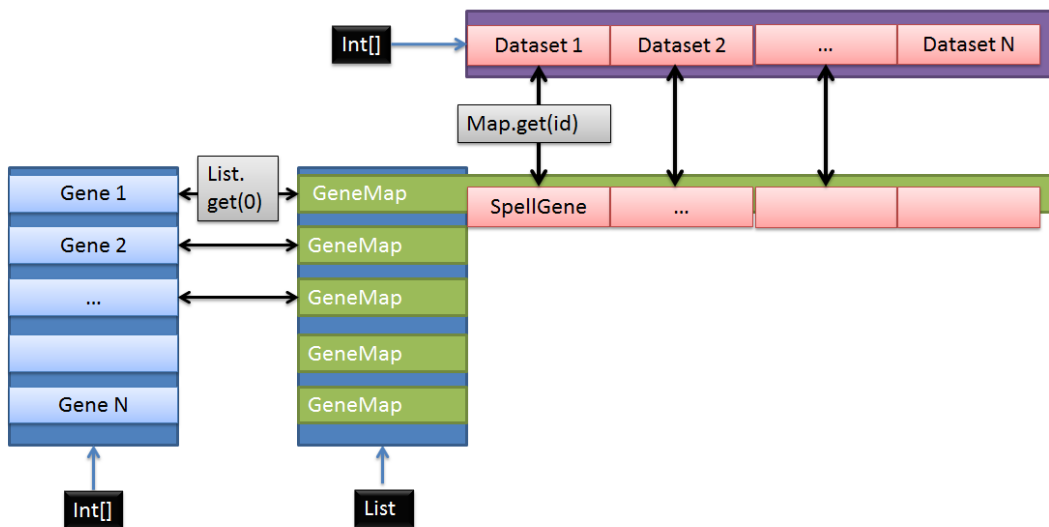 Int[]
Dataset 1
Dataset 2
...
Dataset N
Map.get(id)
List.
get(0)
Gene 1
GeneMap
SpellGene
...
Gene 2
GeneMap
...
GeneMap
GeneMap
Gene N
GeneMap
Int[]
List